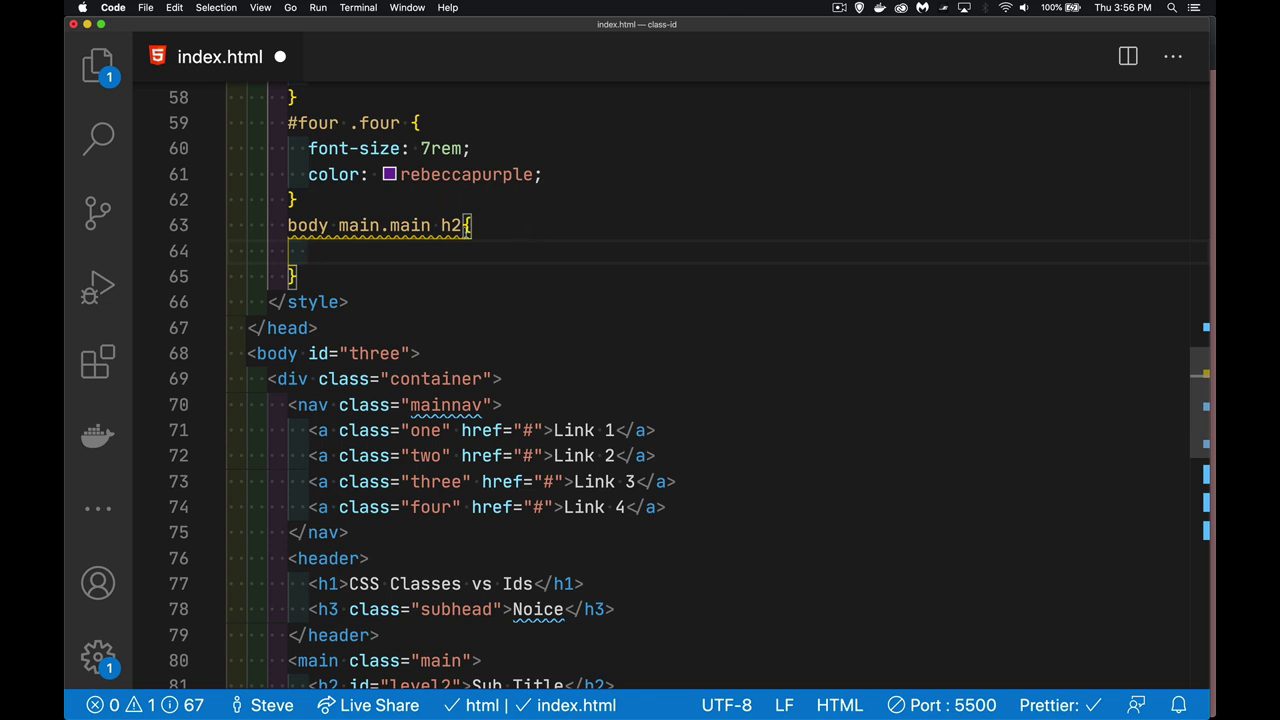 Code File Edit Selection View Go Run Terminal Window Help 100% Thu 3:56 PM
index.html — class-id
index.html
1
58 }
59 #four .four {
60 font-size: 7rem;
61 color: rebeccapurple;
62 }
63 body main.main h2{
64
65 }
66 </style>
67 </head>
68 <body id="three">
69 <div class="container">
70 <nav class="mainnav">
71 <a class="one" href="#">Link 1</a>
72 <a class="two" href="#">Link 2</a>
73 <a class="three" href="#">Link 3</a>
74 <a class="four" href="#">Link 4</a>
75 </nav>
76 <header>
77 <h1>CSS Classes vs Ids</h1>
78 <h3 class="subhead">Noice</h3>
79 </header>
80 <main class="main">
81 <h2 id="level2">Sub Title</h2>
1
0 1 67 Steve Live Share html | index.html UTF-8 LF HTML Port : 5500 Prettier: